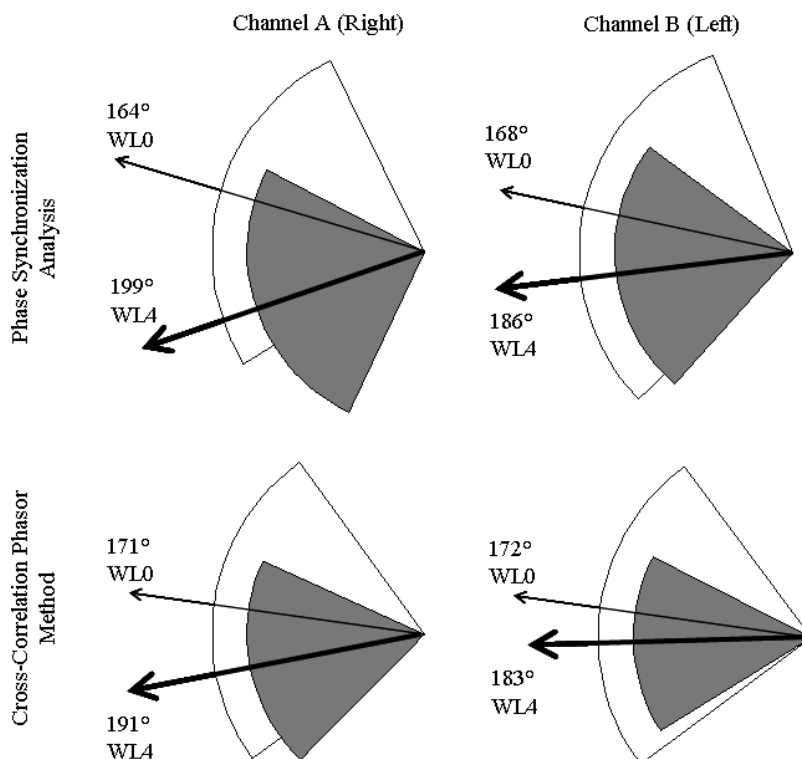 Channel A (Right)
Channel B (Left)
Phase Synchronization
Analysis
164°
WL0
199°
WL4
168°
WL0
186°
WL4
Cross-Correlation Phasor
Method
171°
WL0
191°
WL4
172°
WL0
183°
WL4